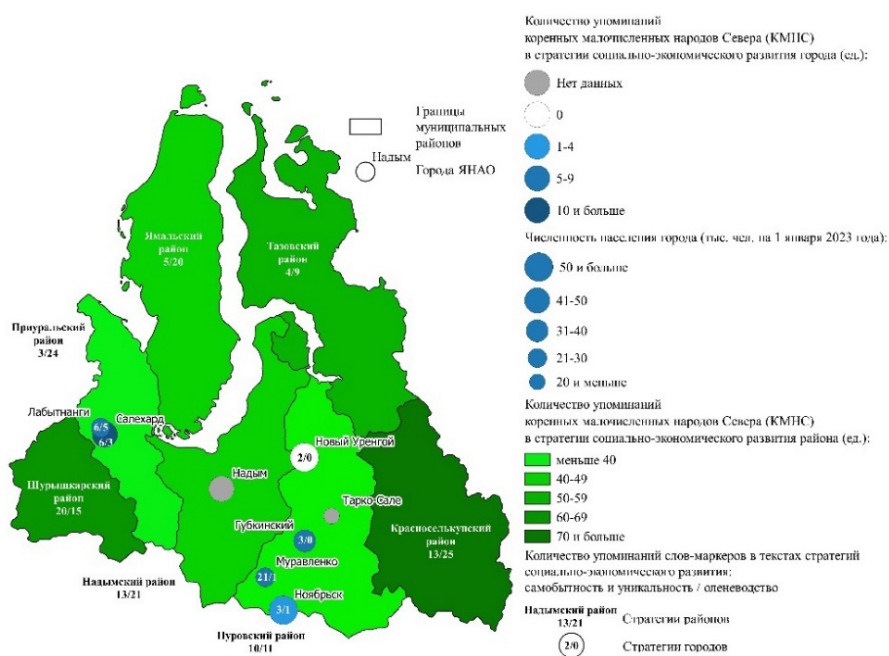 Количество упоминаний
коренных малочисленных народов Севера (КМНС)
в стратегии социально-экономического развития города (ед.):
Нет данных
0
1-4
5-9
10 и больше
Численность населения города (тыс. чел. на 1 января 2023 года):
50 и больше
41-50
31-40
21-30
20 и меньше
Количество упоминаний
коренных малочисленных народов Севера (КМНС)
в стратегии социально-экономического развития района (ед.):
меньше 40
40-49
50-59
60-69
70 и больше
Количество упоминаний слов-маркеров в текстах стратегий
социально-экономического развития:
самобытность и уникальность / оленеводство
Надымский район
13/21
Стратегии районов
2/0
Стратегии городов
Границы
муниципальных
районов
Надым
Города ЯНАО
Ямальский
район
5/20
Тазовский
район
4/9
Приуральский
район
3/24
Лабытнанги
6/5
Салехард
6/3
Шурышкарский
район
20/15
Надым
Новый Уренгой
2/0
Тарко-Сале
Губкинский
3/0
Муравленко
21/1
Ноябрьск
3/1
Красноселькупский
район
13/25
Надымский район
13/21
Пуровский район
10/11